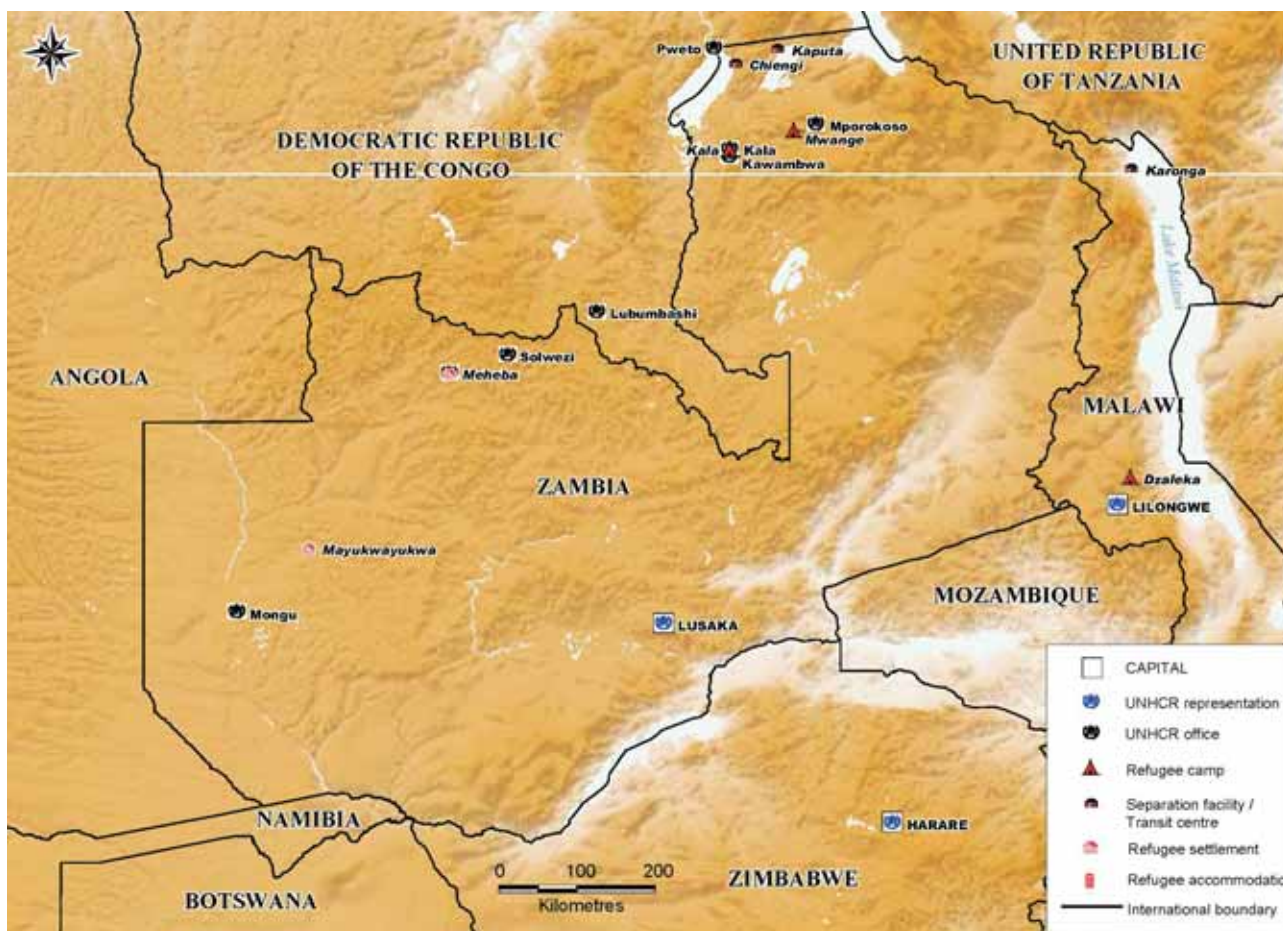 Pweto
Kaputa
Chiengi
UNITED REPUBLIC
OF TANZANIA
DEMOCRATIC REPUBLIC
OF THE CONGO
Mporokoso
Mwange
Kala
Kala
Kawambwa
Karonga
Lake Malawi
Lubumbashi
Solwezi
Meheba
ANGOLA
MALAWI
ZAMBIA
Dzaleka
LILONGWE
Mayukwayukwa
MOZAMBIQUE
Mongu
LUSAKA
NAMIBIA
HARARE
BOTSWANA
ZIMBABWE
0 100 200
Kilometres
CAPITAL
UNHCR representation
UNHCR office
Refugee camp
Separation facility /
Transit centre
Refugee settlement
Refugee accommodatio
International boundary